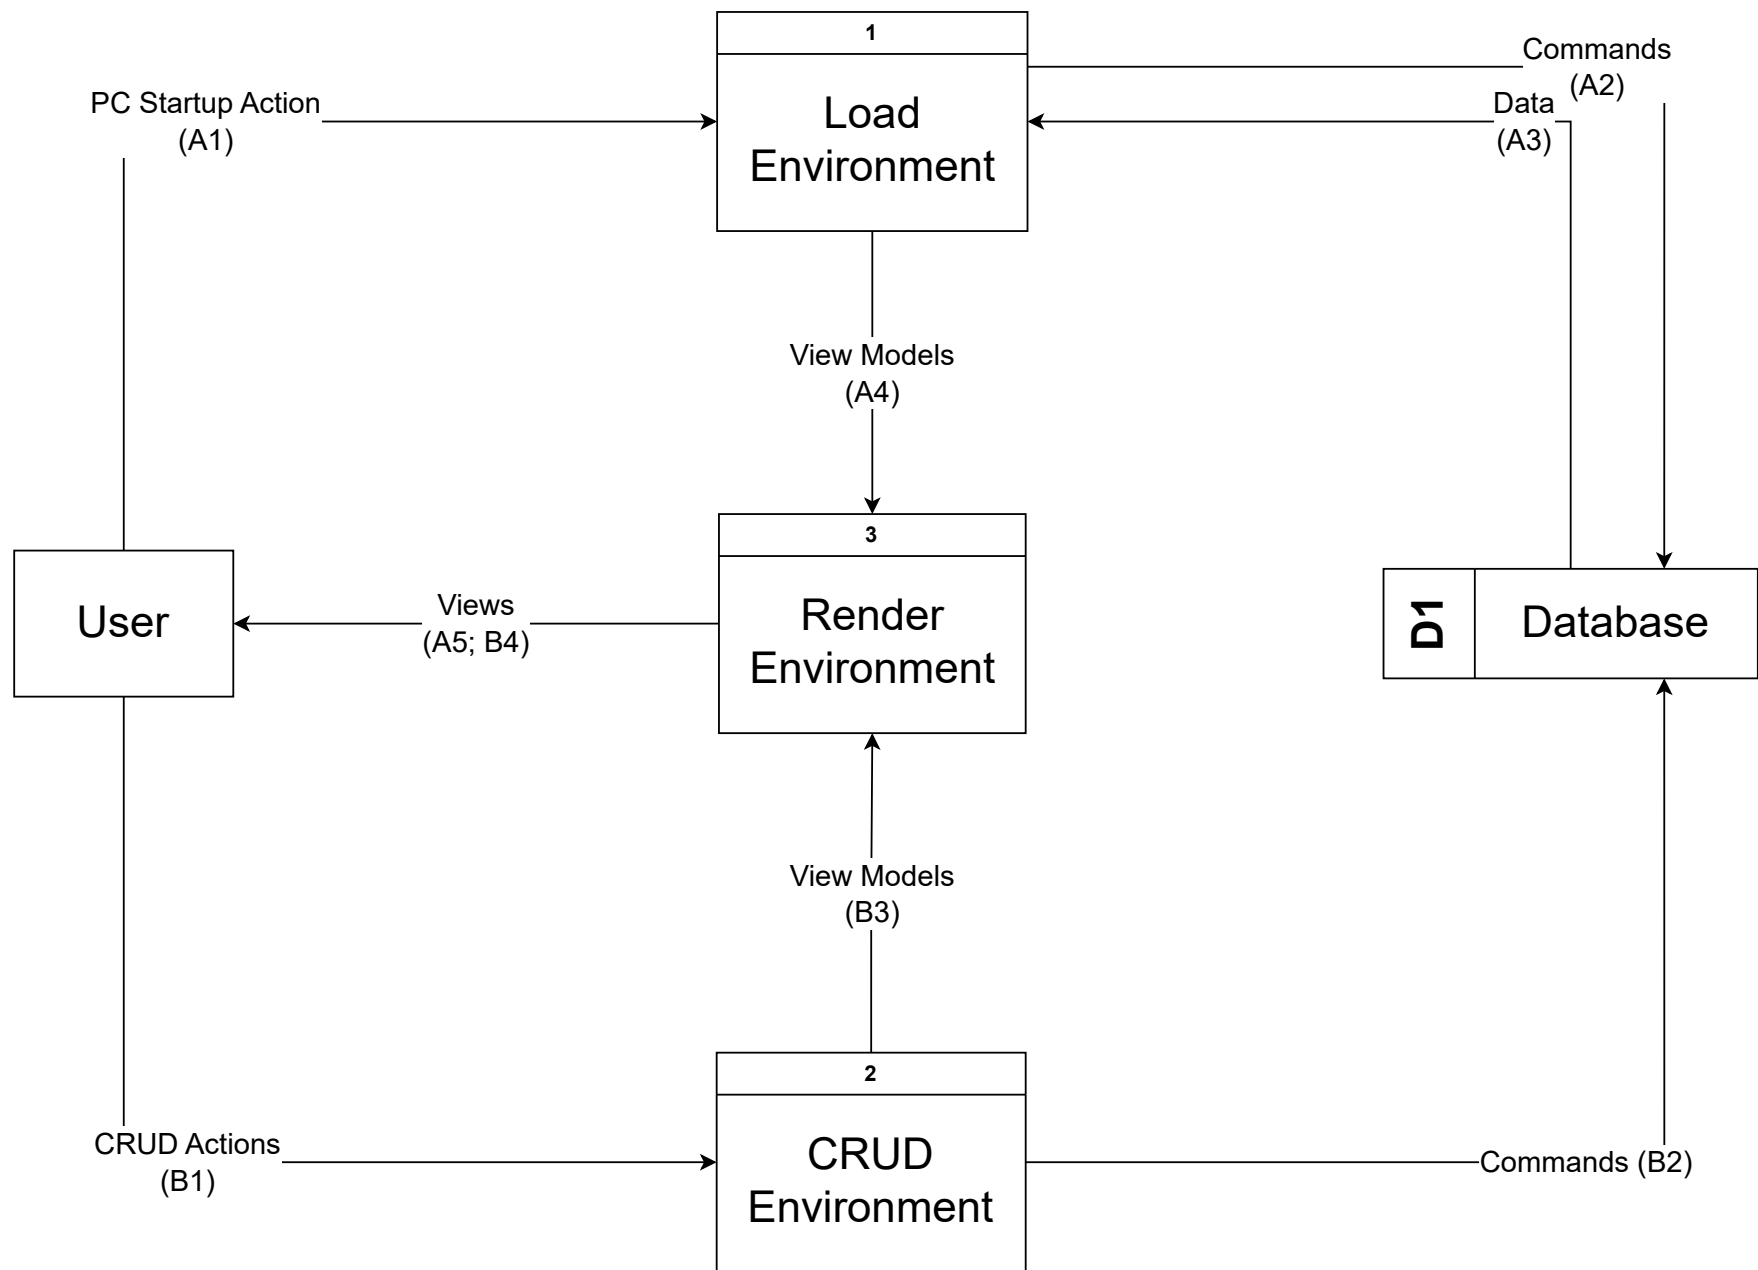 1
Load
Environment
PC Startup Action
(A1)
Commands
(A2)
Data
(A3)
View Models
(A4)
User
Views
(A5; B4)
3
Render
Environment
D1
Database
View Models
(B3)
2
CRUD
Environment
CRUD Actions
(B1)
Commands (B2)